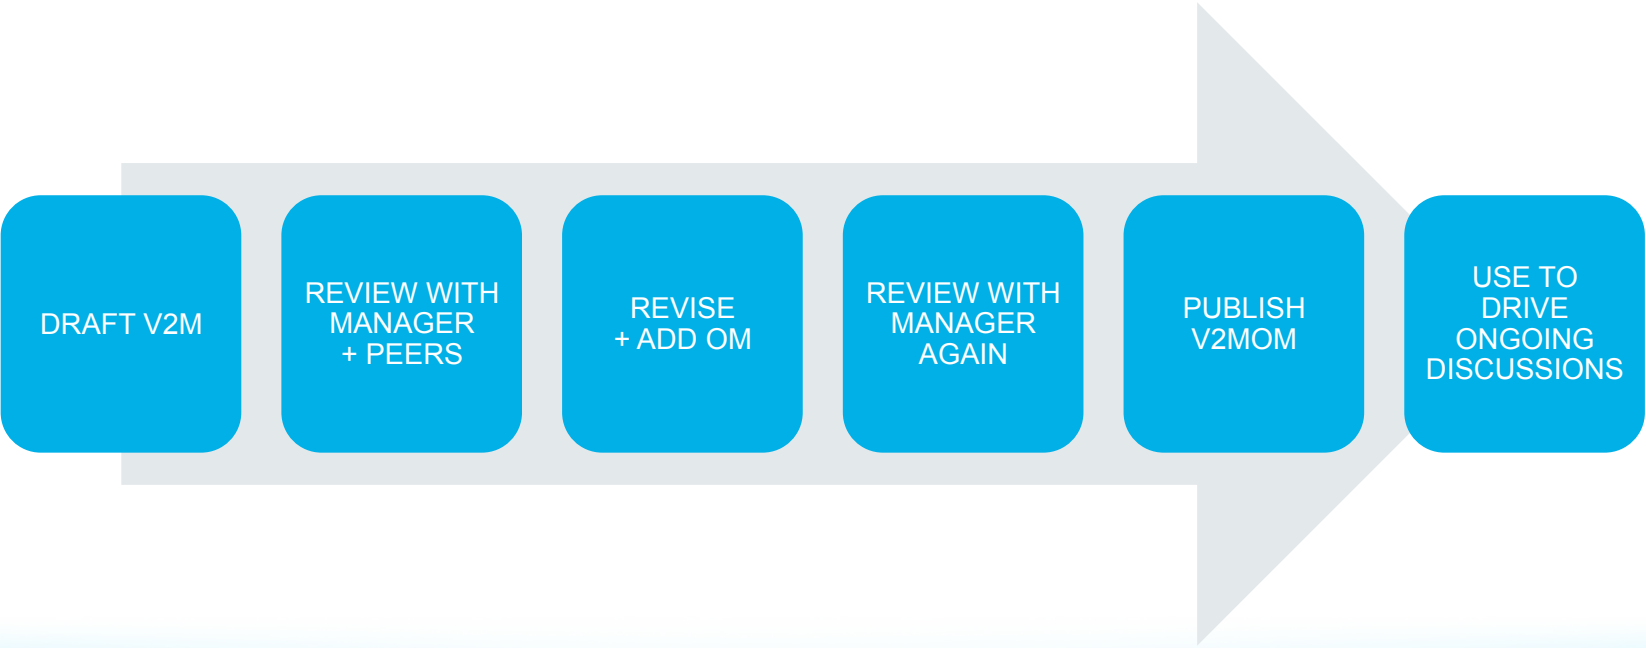 DRAFT V2M
REVIEW WITH
MANAGER
+ PEERS
REVISE
+ ADD OM
REVIEW WITH
MANAGER
AGAIN
PUBLISH
V2MOM
USE TO
DRIVE
ONGOING
DISCUSSIONS